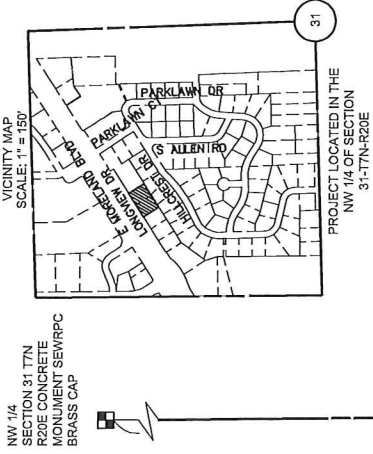 NW 1/4
SECTION 31 T7N
R20E CONCRETE
MONUMENT SEWRPC
BRASS CAP
VICINITY MAP
SCALE: 1" = 150'
E MORELAND BLVD
LONGVIEW DR
HILLCREST DR
PARKLAWN CT
S ALLEN RD
PARKLAWN DR
31
PROJECT LOCATED IN THE
NW 1/4 OF SECTION
31-T7N-R20E